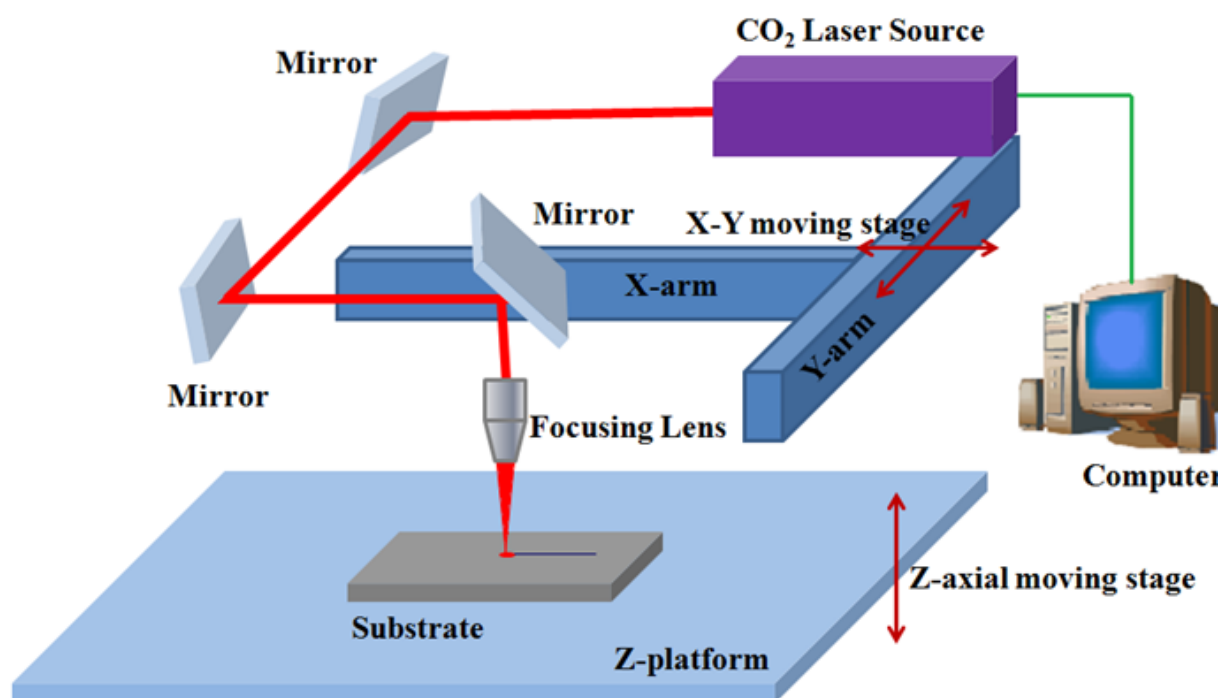 CO₂ Laser Source
Mirror
Mirror
X-Y moving stage
X-arm
Y-arm
Mirror
Focusing Lens
Computer
Z-axial moving stage
Substrate
Z-platform